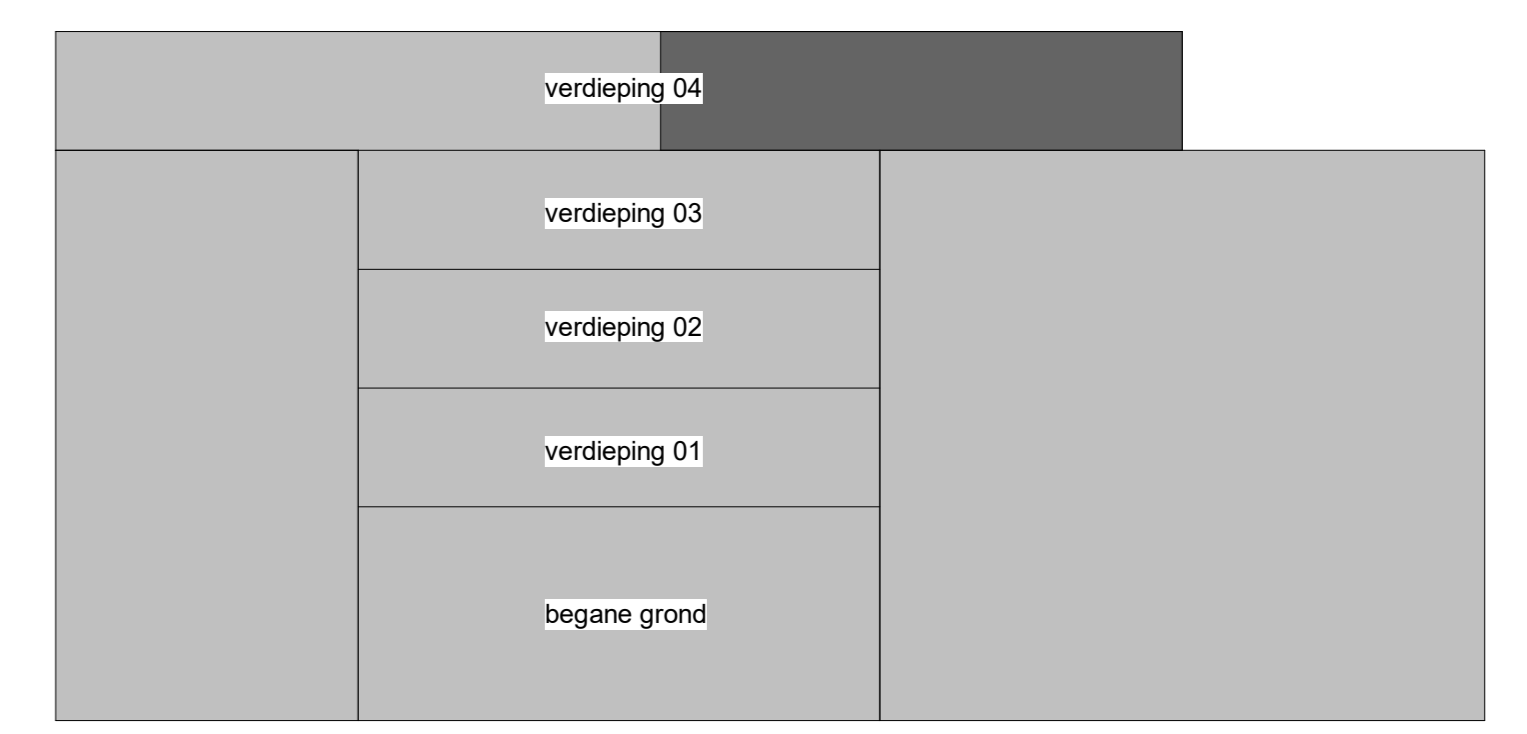 verdieping 04
verdieping 03
verdieping 02
verdieping 01
begane grond